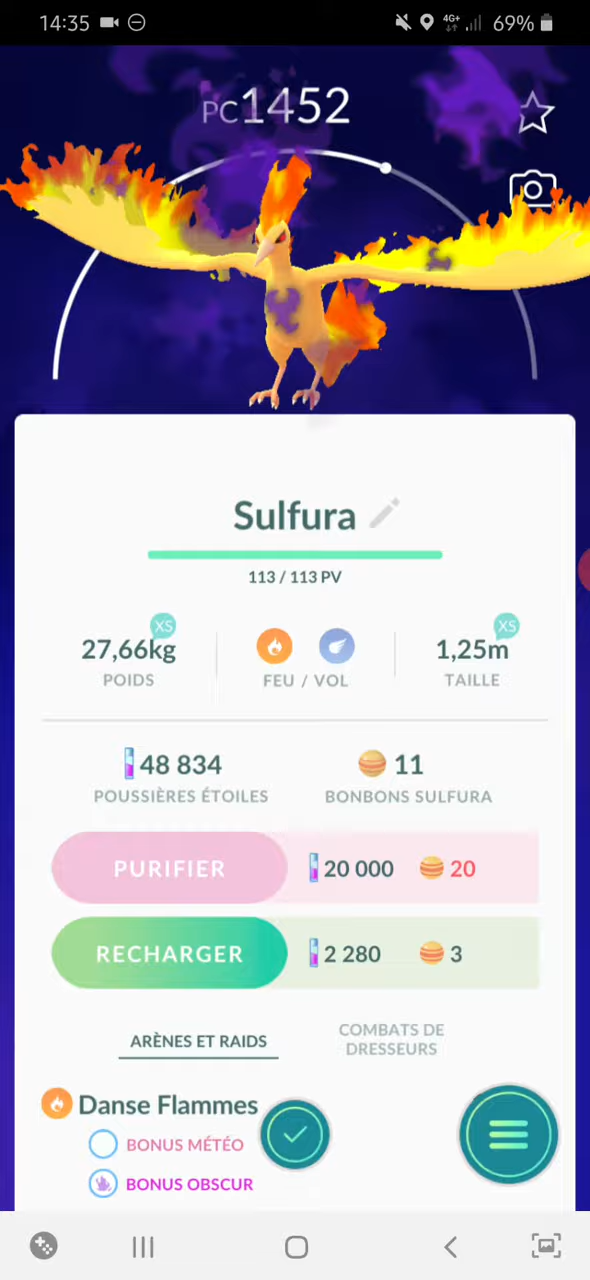 14:35 4G+ 69%
PC1452
Sulfura
113 / 113 PV
XS XS
27,66kg 1,25m
POIDS FEU / VOL TAILLE
48 834 11
POUSSIÈRES ÉTOILES BONBONS SULFURA
PURIFIER 20 000 20
RECHARGER 2 280 3
ARÈNES ET RAIDS
COMBATS DE
DRESSEURS
Danse Flammes
BONUS MÉTÉO
BONUS OBSCUR